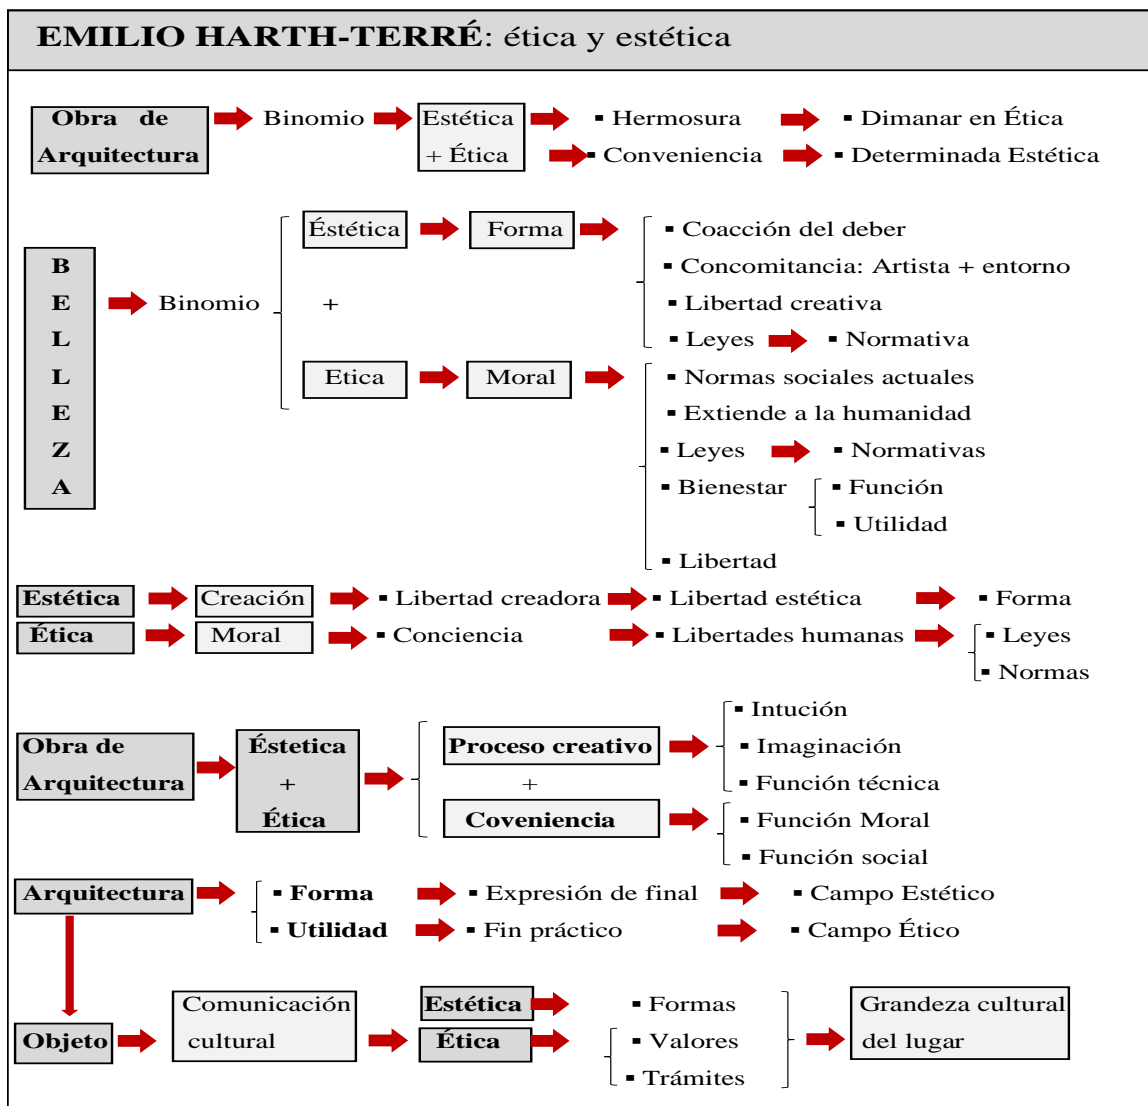 EMILIO HARTH-TERRÉ: ética y estética
Obra de Arquitectura
Binomio
Estética + Ética
▪ Hermosura
▪ Dimanar en Ética
▪ Conveniencia
▪ Determinada Estética
BELLEZA
Binomio
Éstética
Forma
▪ Coacción del deber
▪ Concomitancia: Artista + entorno
▪ Libertad creativa
▪ Leyes
▪ Normativa
+
Etica
Moral
▪ Normas sociales actuales
▪ Extiende a la humanidad
▪ Leyes
▪ Normativas
▪ Bienestar
▪ Función
▪ Utilidad
▪ Libertad
Estética
Creación
▪ Libertad creadora
▪ Libertad estética
▪ Forma
Ética
Moral
▪ Conciencia
▪ Libertades humanas
▪ Leyes
▪ Normas
Obra de
Arquitectura
Éstetica
+
Ética
Proceso creativo
▪ Intución
▪ Imaginación
▪ Función técnica
+
Coveniencia
▪ Función Moral
▪ Función social
Arquitectura
▪ Forma
▪ Expresión de final
▪ Campo Estético
▪ Utilidad
▪ Fin práctico
▪ Campo Ético
Objeto
Comunicación
cultural
Estética
▪ Formas
Ética
▪ Valores
▪ Trámites
Grandeza cultural
del lugar